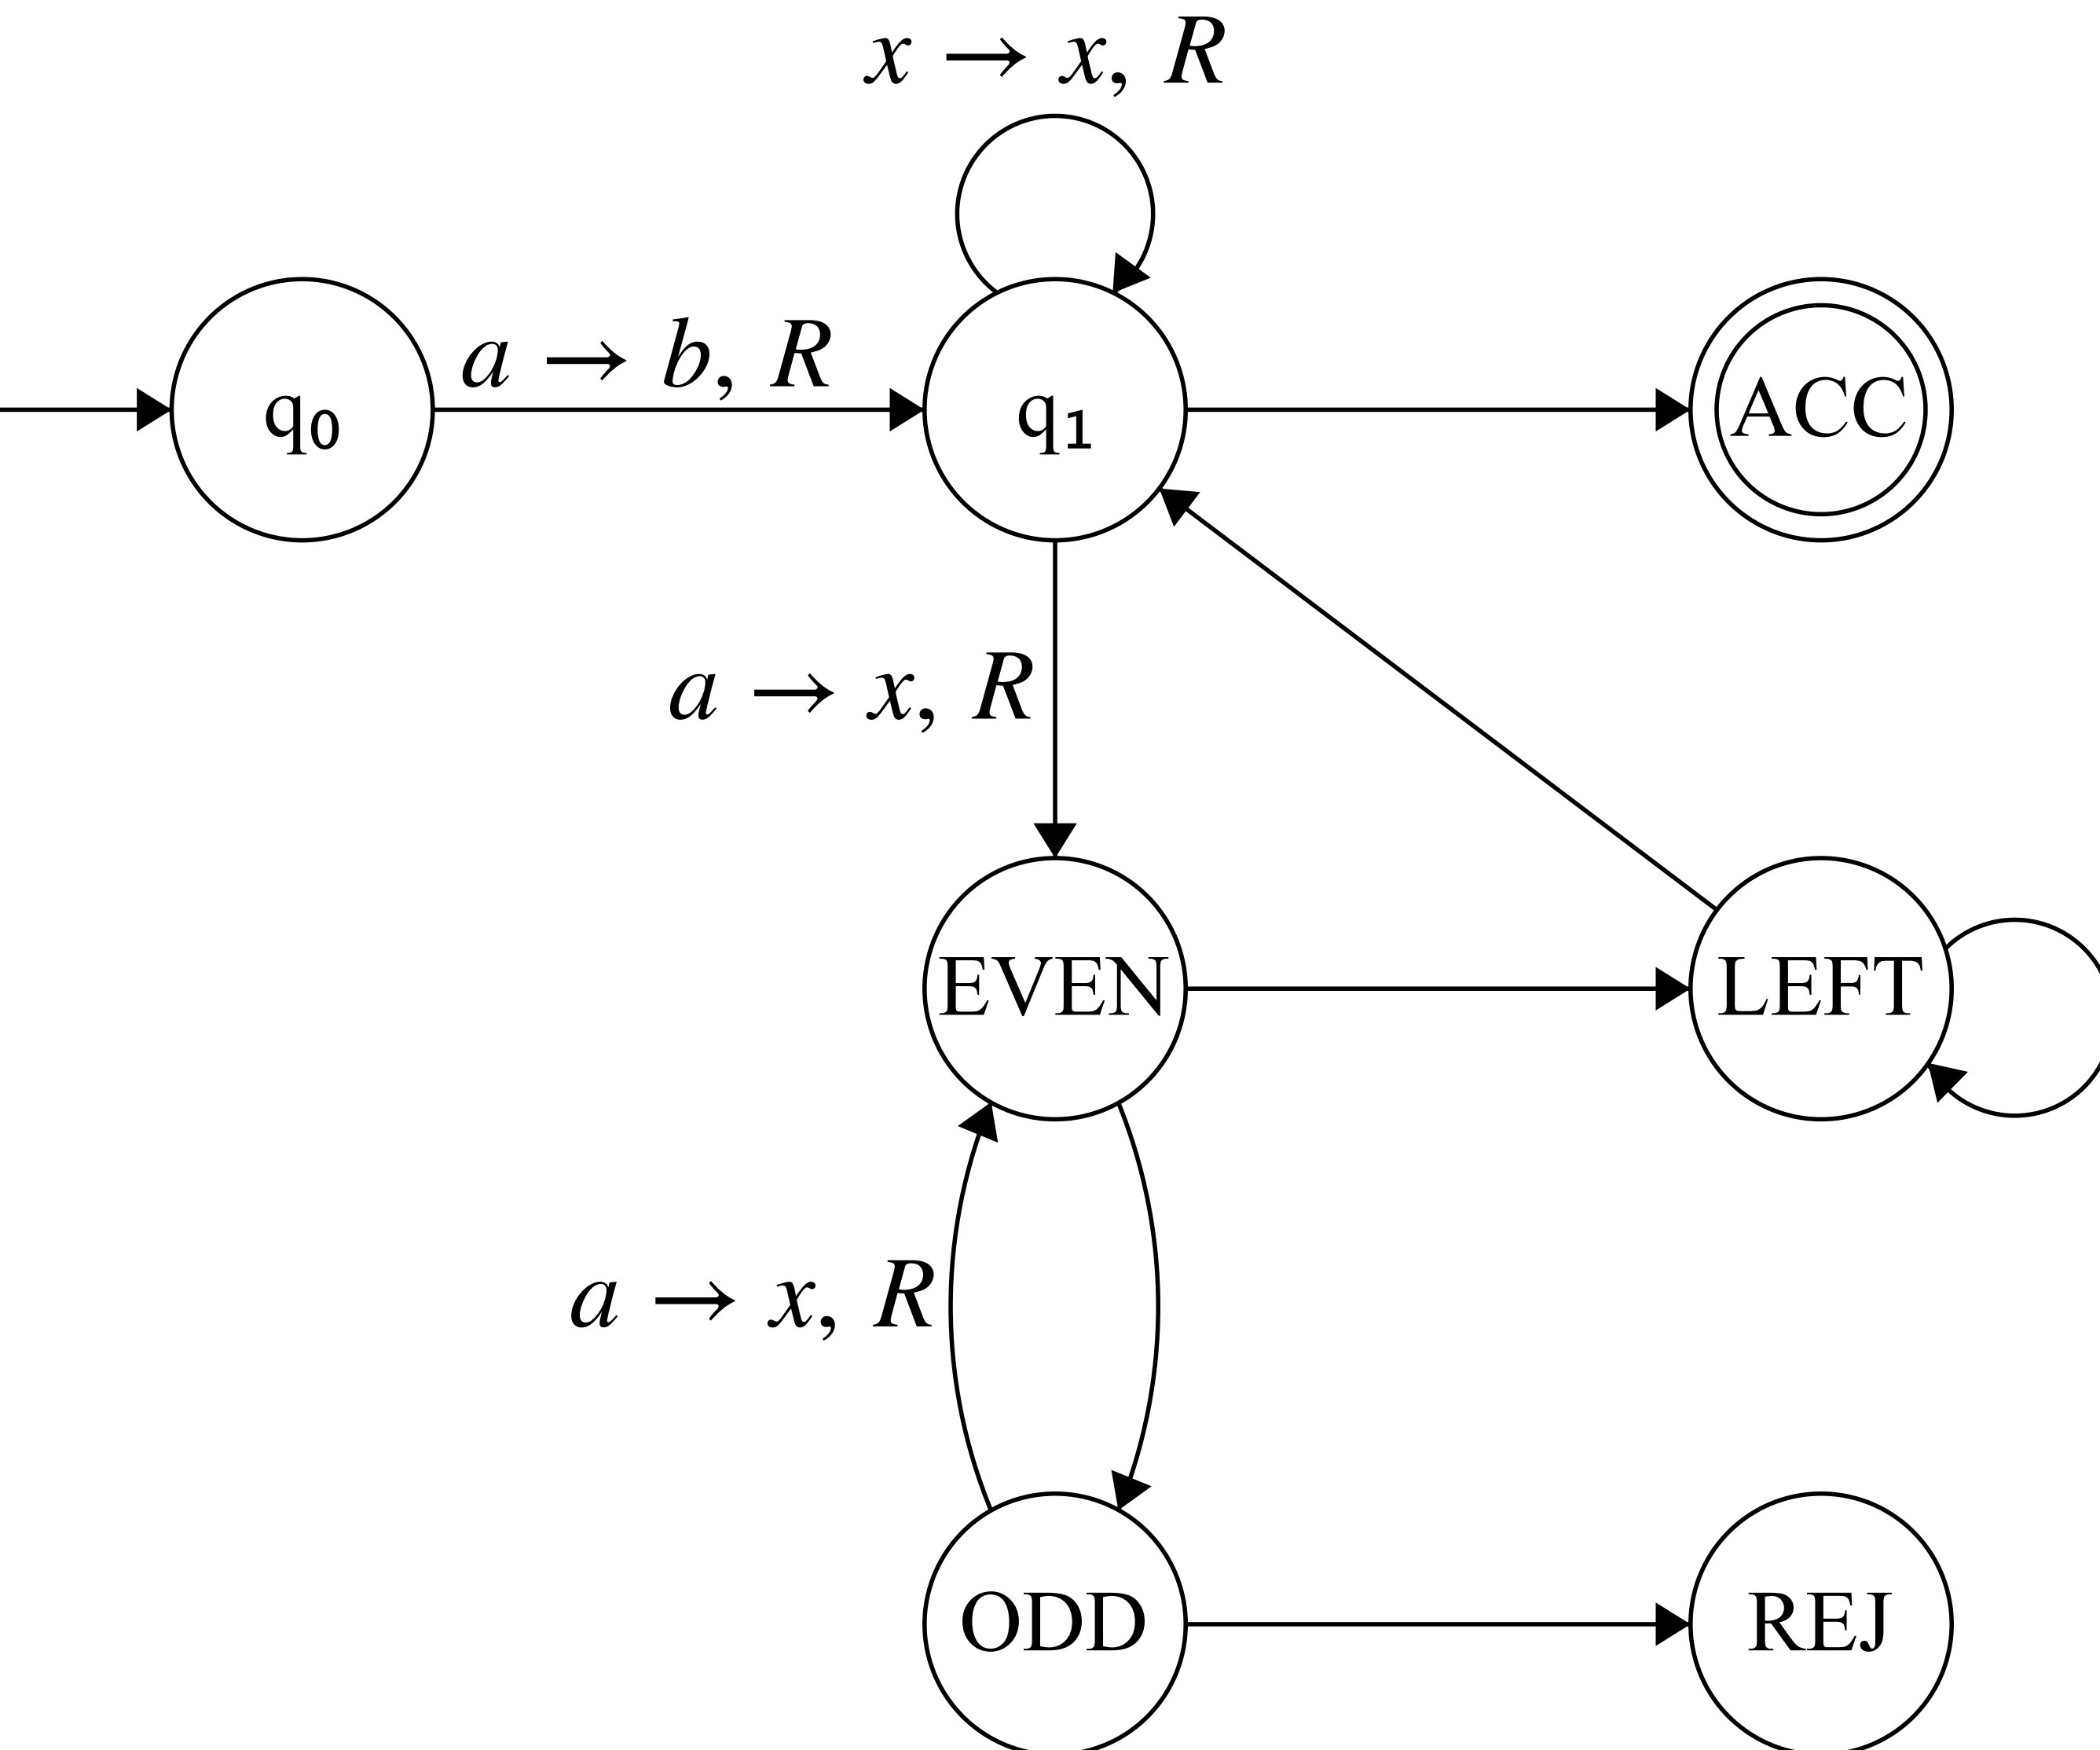 x → x, R
a → b, R
q₀
q₁
ACC
a → x, R
EVEN
LEFT
a → x, R
ODD
REJ